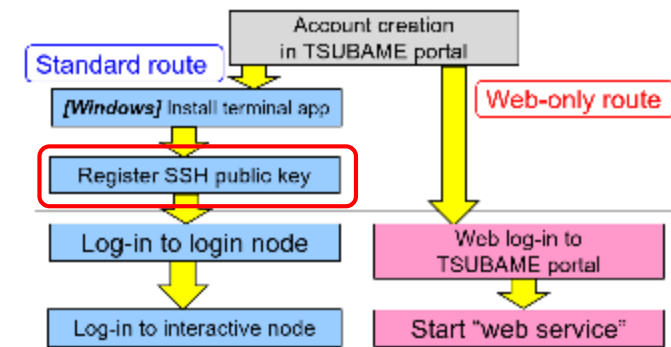 Account creation
in TSUBAME portal
Standard route
Web-only route
[Windows] Install terminal app
Register SSH public key
Log-in to login node
Web log-in to
TSUBAME portal
Log-in to interactive node
Start "web service"